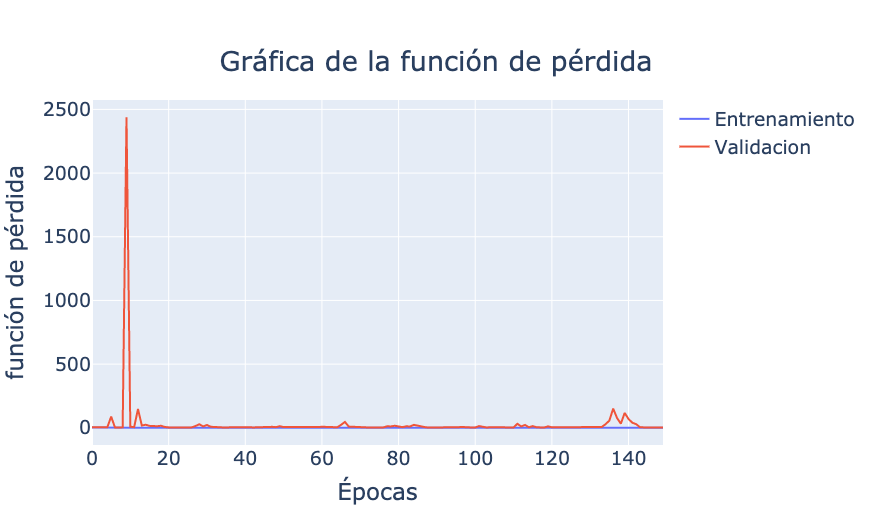 Gráfica de la función de pérdida
función de pérdida
2500
2000
1500
1000
500
0
0 20 40 60 80 100 120 140
Épocas
Entrenamiento
Validacion